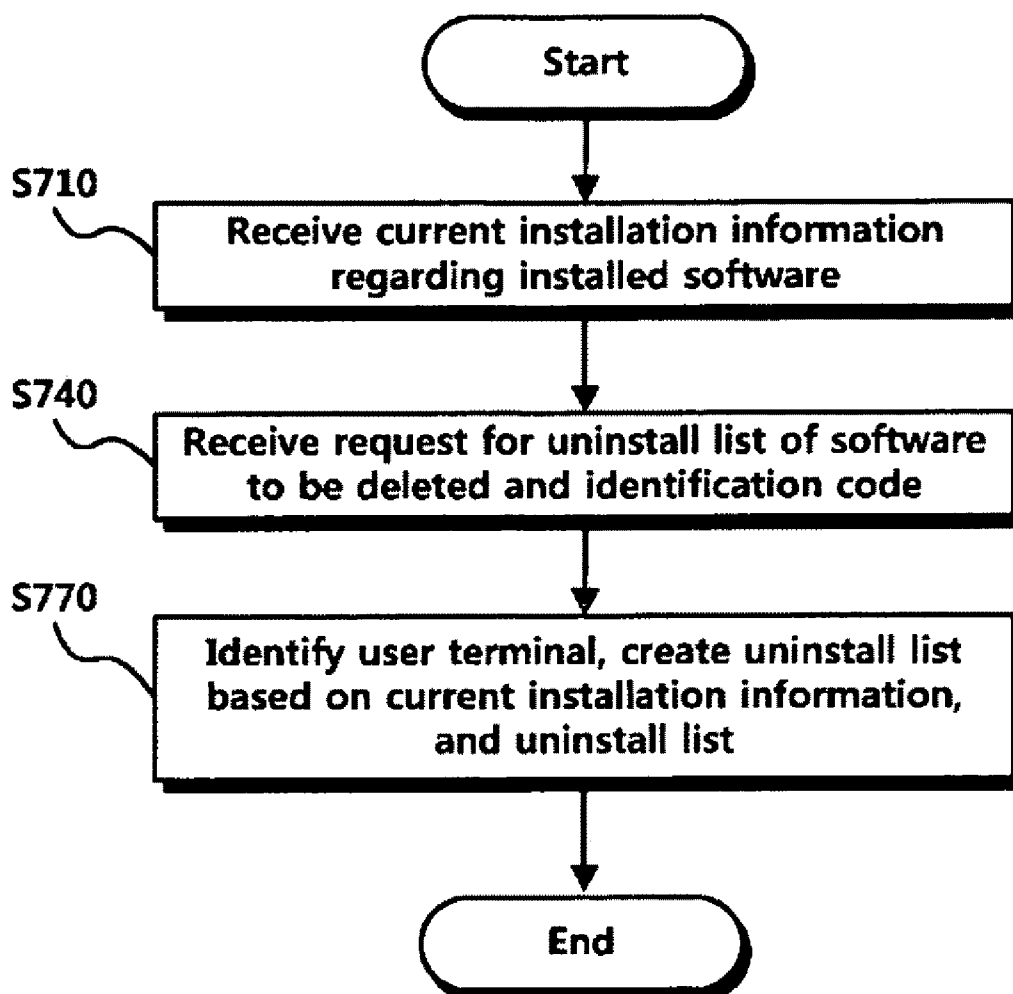 Start
S710
Receive current installation information
regarding installed software
S740
Receive request for uninstall list of software
to be deleted and identification code
S770
Identify user terminal, create uninstall list
based on current installation information,
and uninstall list
End